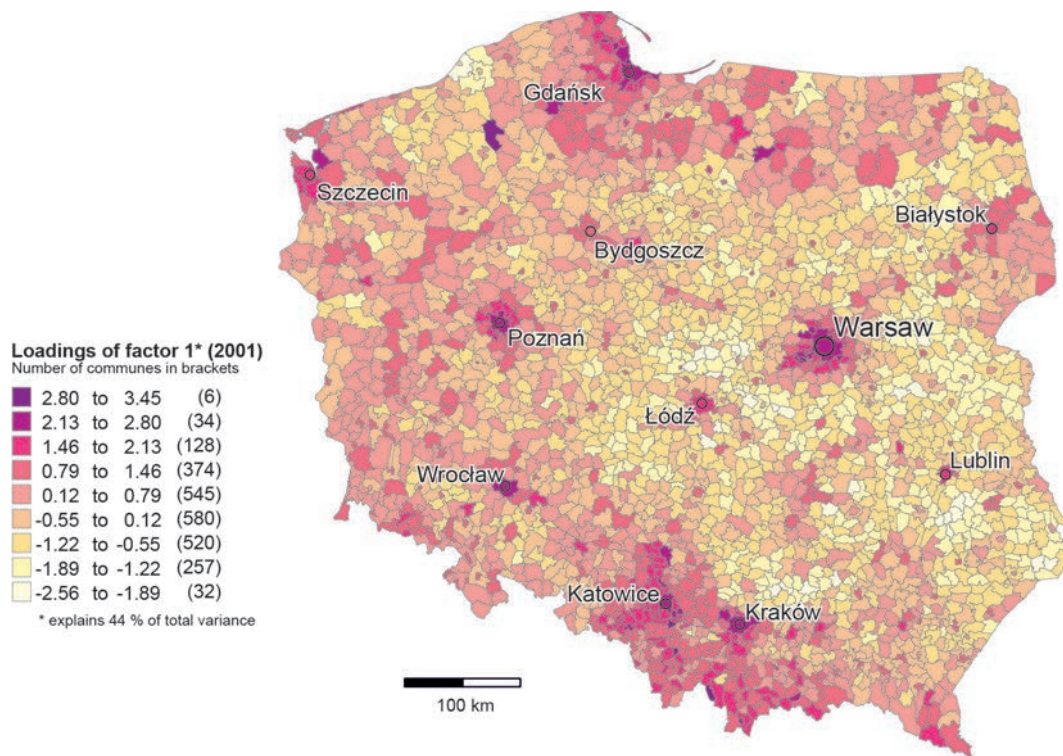 Gdańsk
Szczecin
Białystok
Bydgoszcz
Warsaw
Poznań
Łódź
Lublin
Wrocław
Katowice
Kraków
Loadings of factor 1* (2001)
Number of communes in brackets
2.80 to 3.45 (6)
2.13 to 2.80 (34)
1.46 to 2.13 (128)
0.79 to 1.46 (374)
0.12 to 0.79 (545)
-0.55 to 0.12 (580)
-1.22 to -0.55 (520)
-1.89 to -1.22 (257)
-2.56 to -1.89 (32)
* explains 44 % of total variance
100 km